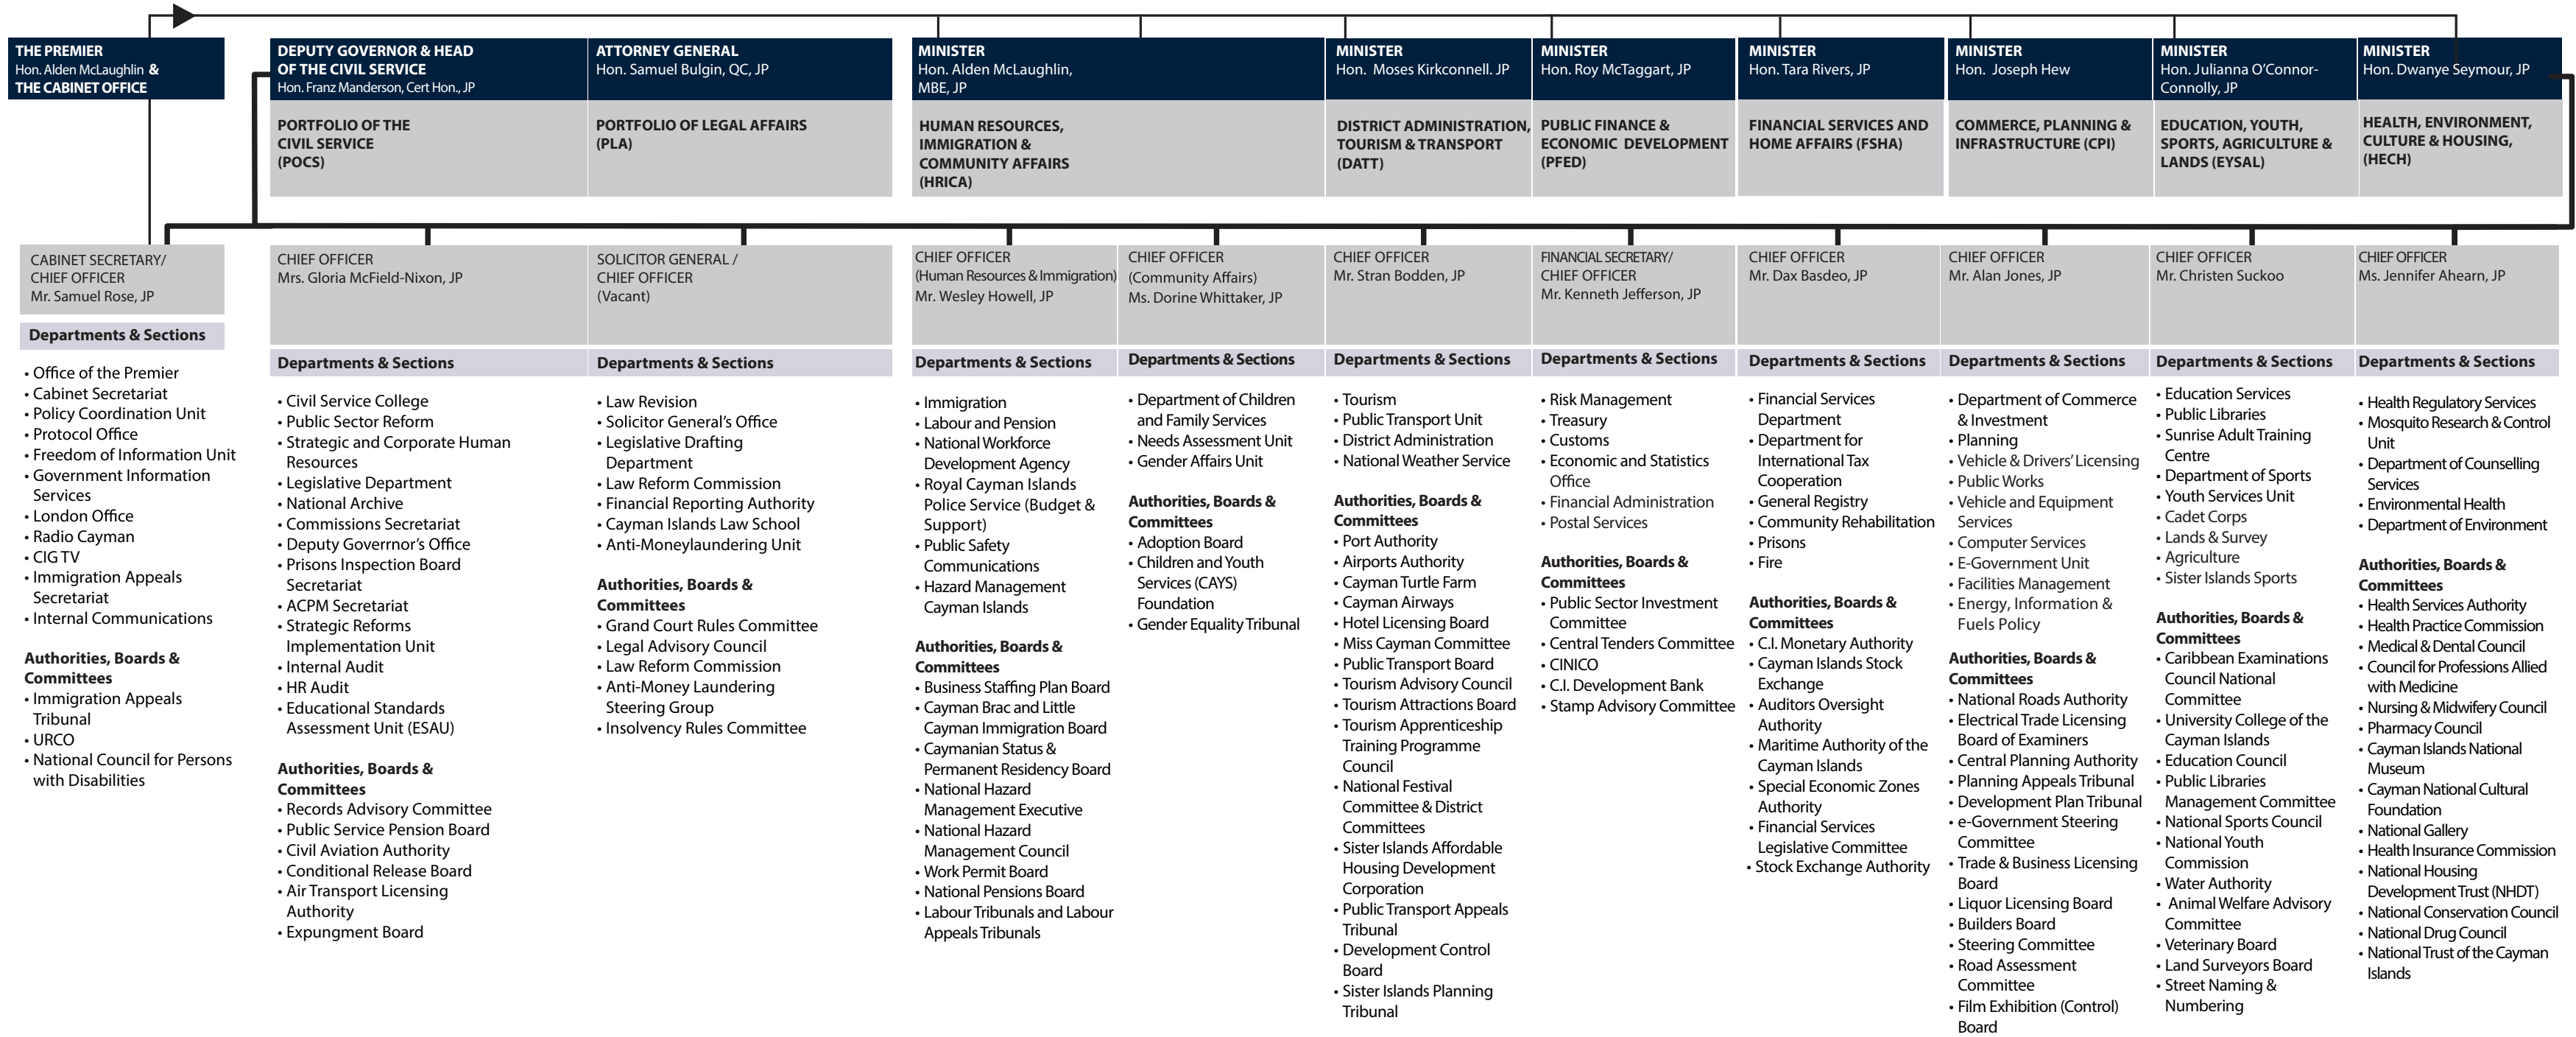 THE PREMIER
Hon. Alden McLaughlin &
THE CABINET OFFICE
DEPUTY GOVERNOR & HEAD
OF THE CIVIL SERVICE
Hon. Franz Manderson, Cert Hon., JP
ATTORNEY GENERAL
Hon. Samuel Bulgin, QC, JP
MINISTER
Hon. Alden McLaughlin,
MBE, JP
MINISTER
Hon. Moses Kirkconnell. JP
MINISTER
Hon. Roy McTaggart, JP
MINISTER
Hon. Tara Rivers, JP
MINISTER
Hon. Joseph Hew
MINISTER
Hon. Julianna O’Connor-
Connolly, JP
MINISTER
Hon. Dwanye Seymour, JP
PORTFOLIO OF THE
CIVIL SERVICE
(POCS)
PORTFOLIO OF LEGAL AFFAIRS
(PLA)
HUMAN RESOURCES,
IMMIGRATION &
COMMUNITY AFFAIRS
(HRICA)
DISTRICT ADMINISTRATION,
TOURISM & TRANSPORT
(DATT)
PUBLIC FINANCE &
ECONOMIC DEVELOPMENT
(PFED)
FINANCIAL SERVICES AND
HOME AFFAIRS (FSHA)
COMMERCE, PLANNING &
INFRASTRUCTURE (CPI)
EDUCATION, YOUTH,
SPORTS, AGRICULTURE &
LANDS (EYSAL)
HEALTH, ENVIRONMENT,
CULTURE & HOUSING,
(HECH)
CABINET SECRETARY/
CHIEF OFFICER
Mr. Samuel Rose, JP
Departments & Sections
• Office of the Premier
• Cabinet Secretariat
• Policy Coordination Unit
• Protocol Office
• Freedom of Information Unit
• Government Information
Services
• London Office
• Radio Cayman
• CIG TV
• Immigration Appeals
Secretariat
• Internal Communications
Authorities, Boards &
Committees
• Immigration Appeals
Tribunal
• URCO
• National Council for Persons
with Disabilities
CHIEF OFFICER
Mrs. Gloria McField-Nixon, JP
Departments & Sections
• Civil Service College
• Public Sector Reform
• Strategic and Corporate Human
Resources
• Legislative Department
• National Archive
• Commissions Secretariat
• Deputy Goverrnor’s Office
• Prisons Inspection Board
Secretariat
• ACPM Secretariat
• Strategic Reforms
Implementation Unit
• Internal Audit
• HR Audit
• Educational Standards
Assessment Unit (ESAU)
Authorities, Boards &
Committees
• Records Advisory Committee
• Public Service Pension Board
• Civil Aviation Authority
• Conditional Release Board
• Air Transport Licensing
Authority
• Expungment Board
SOLICITOR GENERAL /
CHIEF OFFICER
(Vacant)
Departments & Sections
• Law Revision
• Solicitor General’s Office
• Legislative Drafting
Department
• Law Reform Commission
• Financial Reporting Authority
• Cayman Islands Law School
• Anti-Moneylaundering Unit
Authorities, Boards &
Committees
• Grand Court Rules Committee
• Legal Advisory Council
• Law Reform Commission
• Anti-Money Laundering
Steering Group
• Insolvency Rules Committee
CHIEF OFFICER
(Human Resources & Immigration)
Mr. Wesley Howell, JP
Departments & Sections
• Immigration
• Labour and Pension
• National Workforce
Development Agency
• Royal Cayman Islands
Police Service (Budget &
Support)
• Public Safety
Communications
• Hazard Management
Cayman Islands
Authorities, Boards &
Committees
• Business Staffing Plan Board
• Cayman Brac and Little
Cayman Immigration Board
• Caymanian Status &
Permanent Residency Board
• National Hazard
Management Executive
• National Hazard
Management Council
• Work Permit Board
• National Pensions Board
• Labour Tribunals and Labour
Appeals Tribunals
CHIEF OFFICER
(Community Affairs)
Ms. Dorine Whittaker, JP
Departments & Sections
• Department of Children
and Family Services
• Needs Assessment Unit
• Gender Affairs Unit
Authorities, Boards &
Committees
• Adoption Board
• Children and Youth
Services (CAYS)
Foundation
• Gender Equality Tribunal
CHIEF OFFICER
Mr. Stran Bodden, JP
Departments & Sections
• Tourism
• Public Transport Unit
• District Administration
• National Weather Service
Authorities, Boards &
Committees
• Port Authority
• Airports Authority
• Cayman Turtle Farm
• Cayman Airways
• Hotel Licensing Board
• Miss Cayman Committee
• Public Transport Board
• Tourism Advisory Council
• Tourism Attractions Board
• Tourism Apprenticeship
Training Programme
Council
• National Festival
Committee & District
Committees
• Sister Islands Affordable
Housing Development
Corporation
• Public Transport Appeals
Tribunal
• Development Control
Board
• Sister Islands Planning
Tribunal
FINANCIAL SECRETARY/
CHIEF OFFICER
Mr. Kenneth Jefferson, JP
Departments & Sections
• Risk Management
• Treasury
• Customs
• Economic and Statistics
Office
• Financial Administration
• Postal Services
Authorities, Boards &
Committees
• Public Sector Investment
Committee
• Central Tenders Committee
• CINICO
• C.I. Development Bank
• Stamp Advisory Committee
CHIEF OFFICER
Mr. Dax Basdeo, JP
Departments & Sections
• Financial Services
Department
• Department for
International Tax
Cooperation
• General Registry
• Community Rehabilitation
• Prisons
• Fire
Authorities, Boards &
Committees
• C.I. Monetary Authority
• Cayman Islands Stock
Exchange
• Auditors Oversight
Authority
• Maritime Authority of the
Cayman Islands
• Special Economic Zones
Authority
• Financial Services
Legislative Committee
• Stock Exchange Authority
CHIEF OFFICER
Mr. Alan Jones, JP
Departments & Sections
• Department of Commerce
& Investment
• Planning
• Vehicle & Drivers’ Licensing
• Public Works
• Vehicle and Equipment
Services
• Computer Services
• E-Government Unit
• Facilities Management
• Energy, Information &
Fuels Policy
Authorities, Boards &
Committees
• National Roads Authority
• Electrical Trade Licensing
Board of Examiners
• Central Planning Authority
• Planning Appeals Tribunal
• Development Plan Tribunal
• e-Government Steering
Committee
• Trade & Business Licensing
Board
• Liquor Licensing Board
• Builders Board
• Steering Committee
• Road Assessment
Committee
• Film Exhibition (Control)
Board
CHIEF OFFICER
Mr. Christen Suckoo
Departments & Sections
• Education Services
• Public Libraries
• Sunrise Adult Training
Centre
• Department of Sports
• Youth Services Unit
• Cadet Corps
• Lands & Survey
• Agriculture
• Sister Islands Sports
Authorities, Boards &
Committees
• Caribbean Examinations
Council National
Committee
• University College of the
Cayman Islands
• Education Council
• Public Libraries
Management Committee
• National Sports Council
• National Youth
Commission
• Water Authority
• Animal Welfare Advisory
Committee
• Veterinary Board
• Land Surveyors Board
• Street Naming &
Numbering
CHIEF OFFICER
Ms. Jennifer Ahearn, JP
Departments & Sections
• Health Regulatory Services
• Mosquito Research & Control
Unit
• Department of Counselling
Services
• Environmental Health
• Department of Environment
Authorities, Boards &
Committees
• Health Services Authority
• Health Practice Commission
• Medical & Dental Council
• Council for Professions Allied
with Medicine
• Nursing & Midwifery Council
• Pharmacy Council
• Cayman Islands National
Museum
• Cayman National Cultural
Foundation
• National Gallery
• Health Insurance Commission
• National Housing
Development Trust (NHDT)
• National Conservation Council
• National Drug Council
• National Trust of the Cayman
Islands